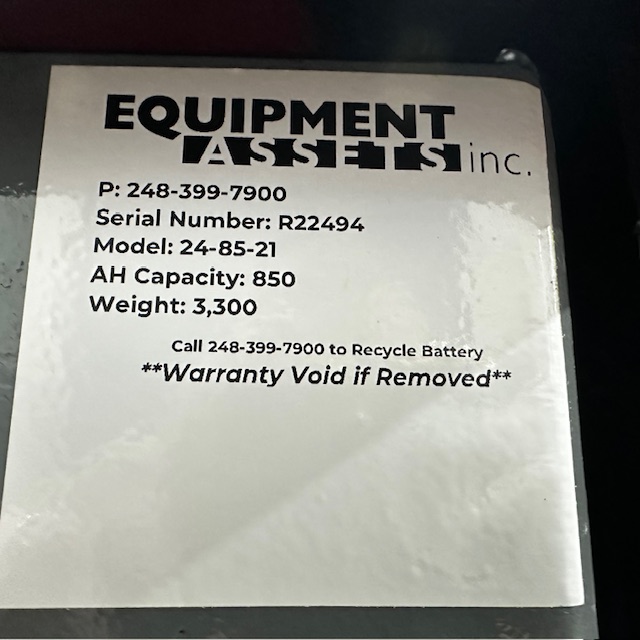 EQUIPMENT
ASSETS inc.
P: 248-399-7900
Serial Number: R22494
Model: 24-85-21
AH Capacity: 850
Weight: 3,300
Call 248-399-7900 to Recycle Battery
**Warranty Void if Removed**